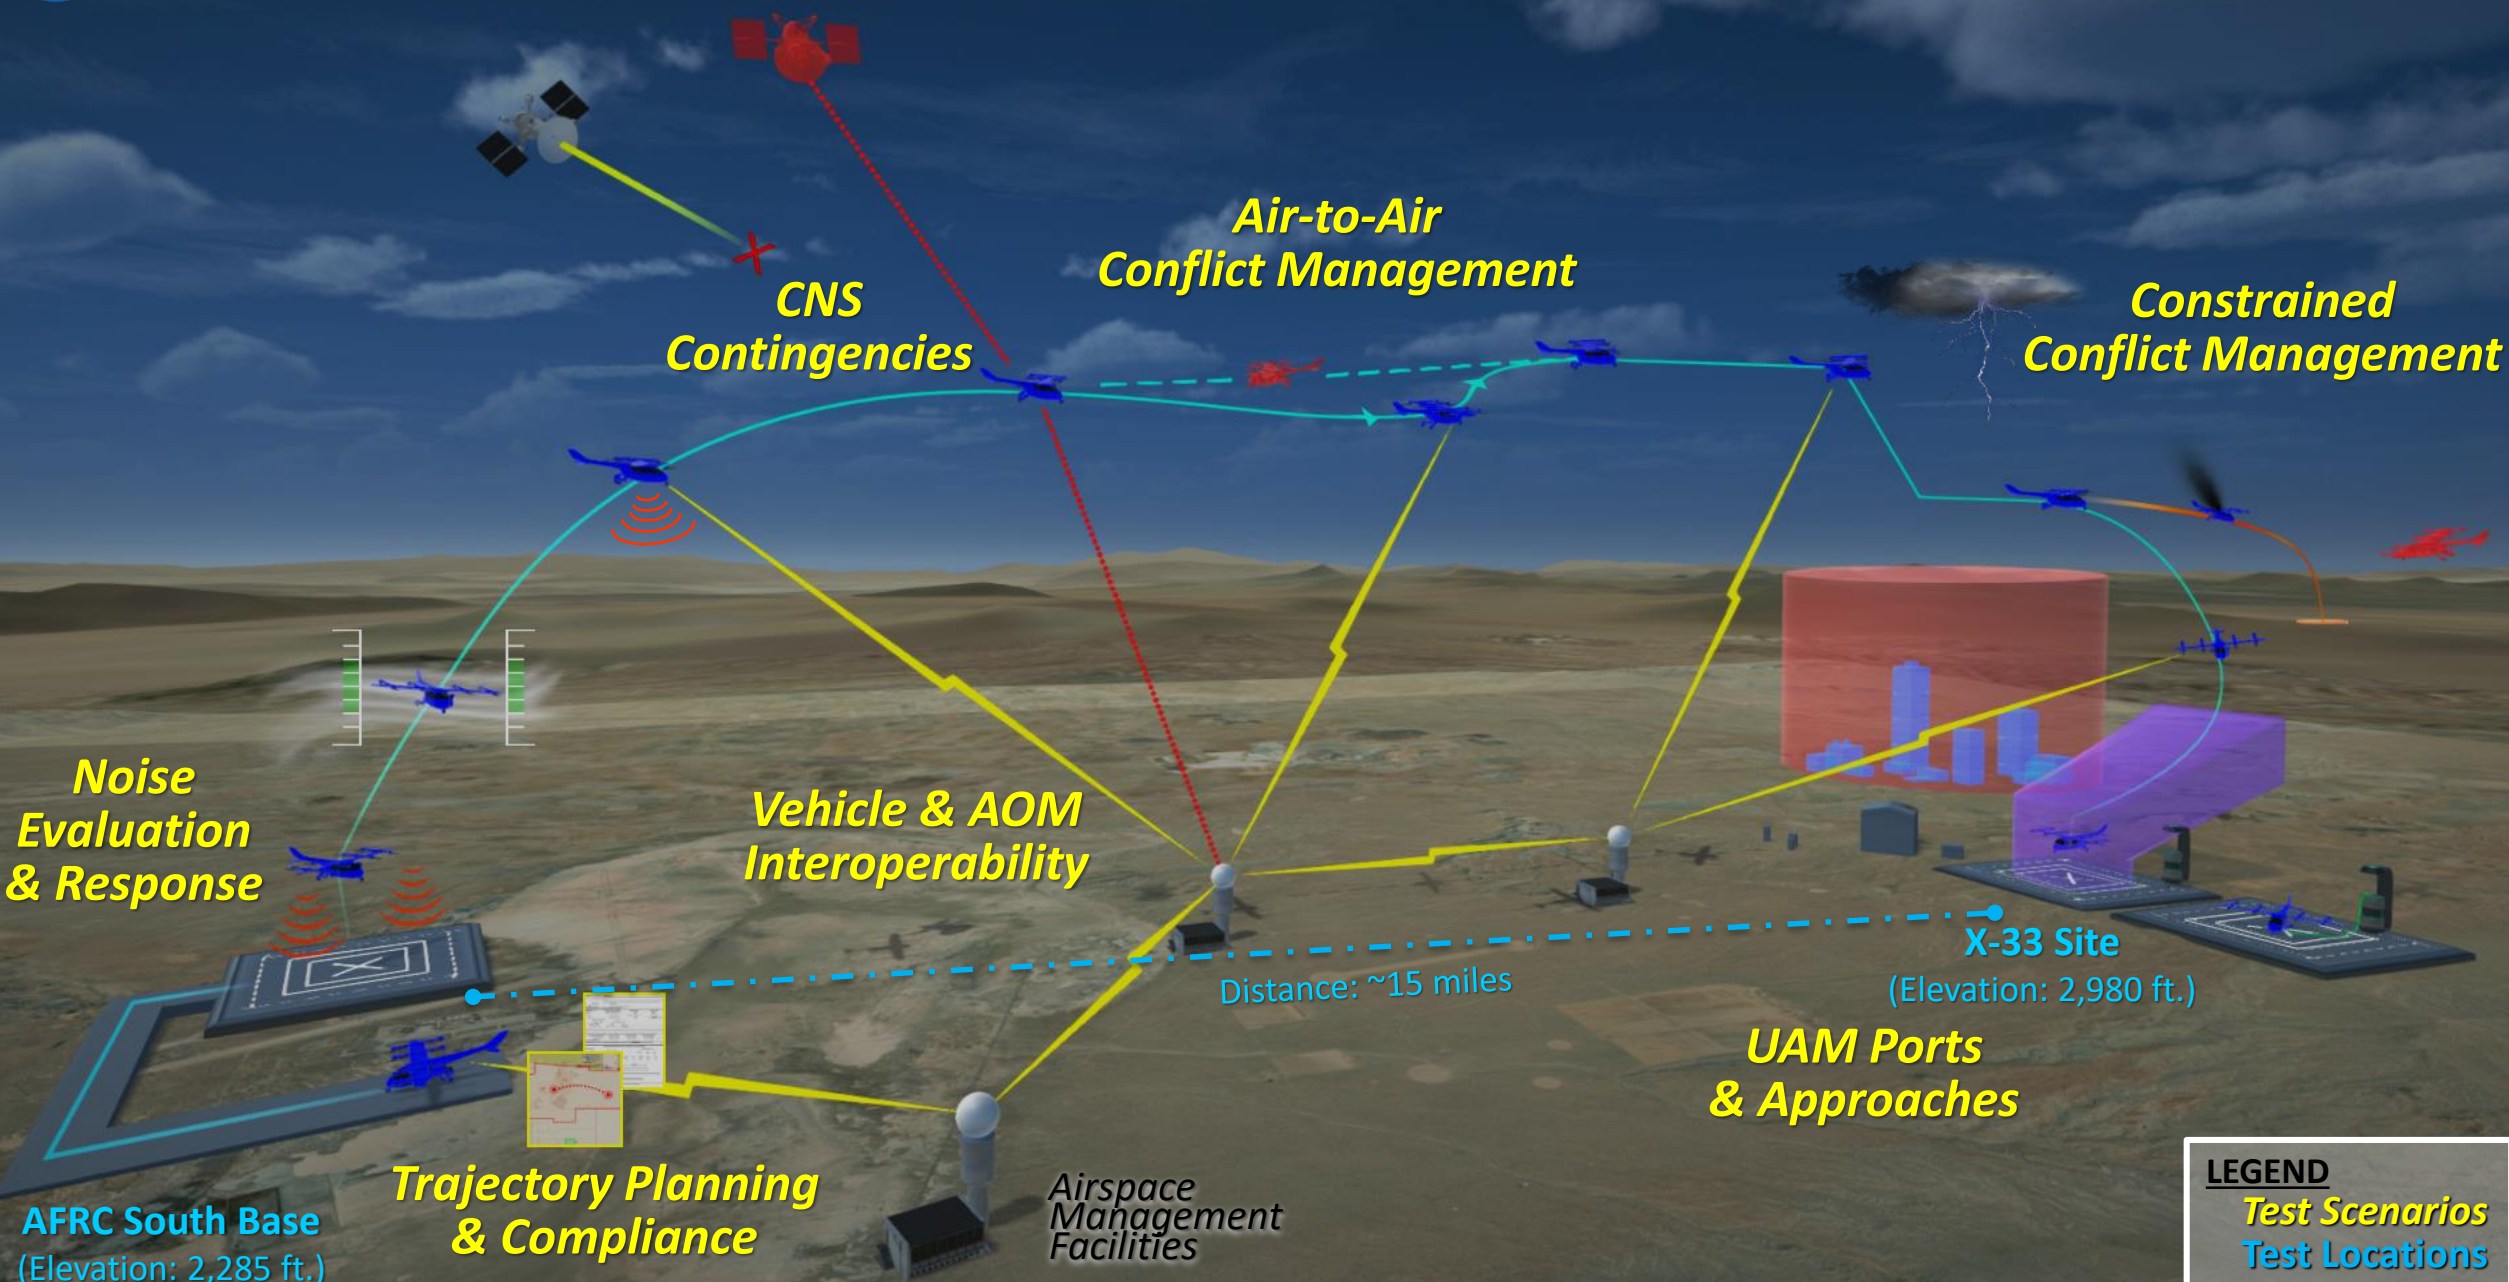 Air-to-Air
Conflict Management
CNS
Contingencies
Constrained
Conflict Management
Noise
Evaluation
& Response
Vehicle & AOM
Interoperability
X-33 Site
(Elevation: 2,980 ft.)
Distance: ~15 miles
UAM Ports
& Approaches
Trajectory Planning
& Compliance
Airspace
Management
Facilities
AFRC South Base
(Elevation: 2,285 ft.)
LEGEND
Test Scenarios
Test Locations